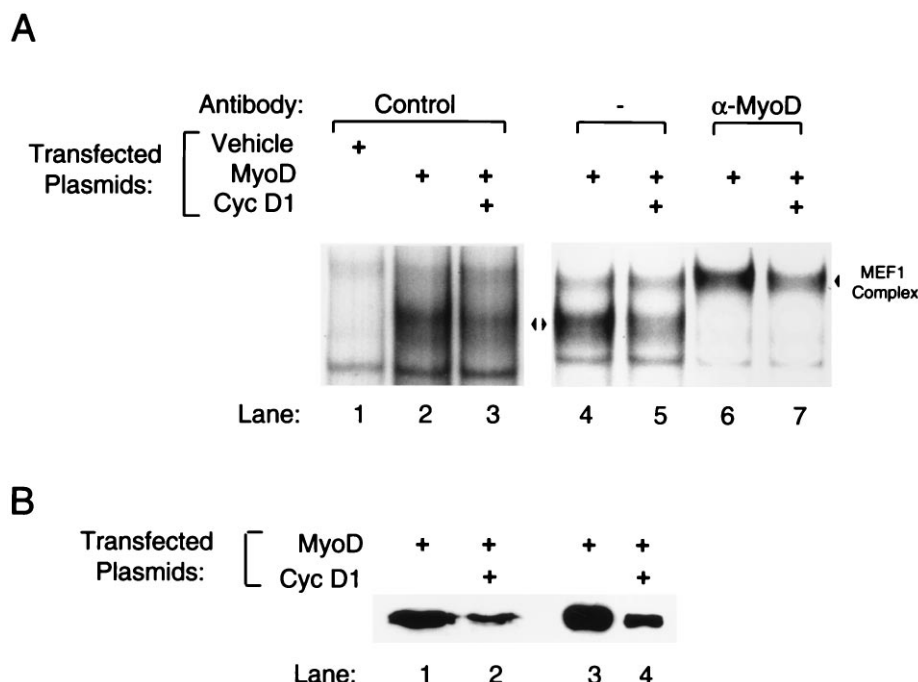 A
Antibody: Control - α-MyoD
Transfected Plasmids:
Vehicle +
MyoD + + + + + +
Cyc D1 + + +
MEF1 Complex
Lane: 1 2 3 4 5 6 7
B
Transfected Plasmids:
MyoD + + + +
Cyc D1 + +
Lane: 1 2 3 4